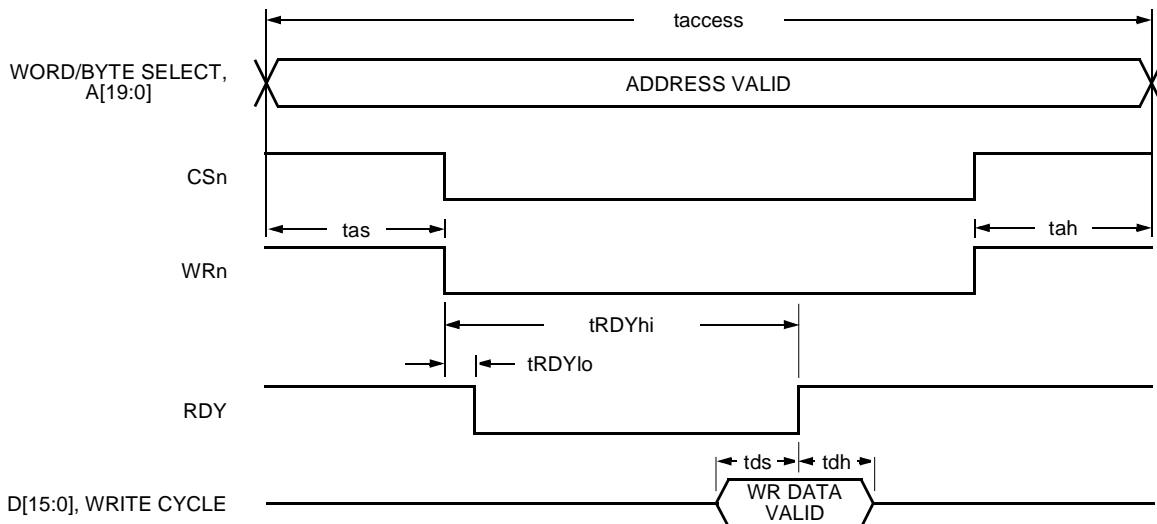 taccess
WORD/BYTE SELECT,
A[19:0]
ADDRESS VALID
CSn
tas
tah
WRn
tRDYhi
tRDYlo
RDY
tds
tdh
D[15:0], WRITE CYCLE
WR DATA
VALID